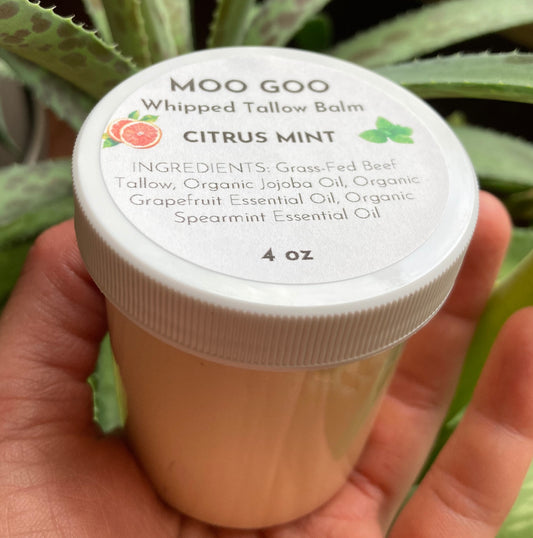 MOO GOO
Whipped Tallow Balm
CITRUS MINT
INGREDIENTS: Grass-Fed Beef
Tallow, Organic Jojoba Oil, Organic
Grapefruit Essential Oil, Organic
Spearmint Essential Oil
4 oz